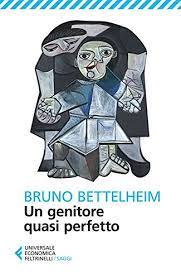 BRUNO BETTELHEIM
Un genitore
quasi perfetto
UNIVERSALE
ECONOMICA
FELTRINELLI/SAGGI